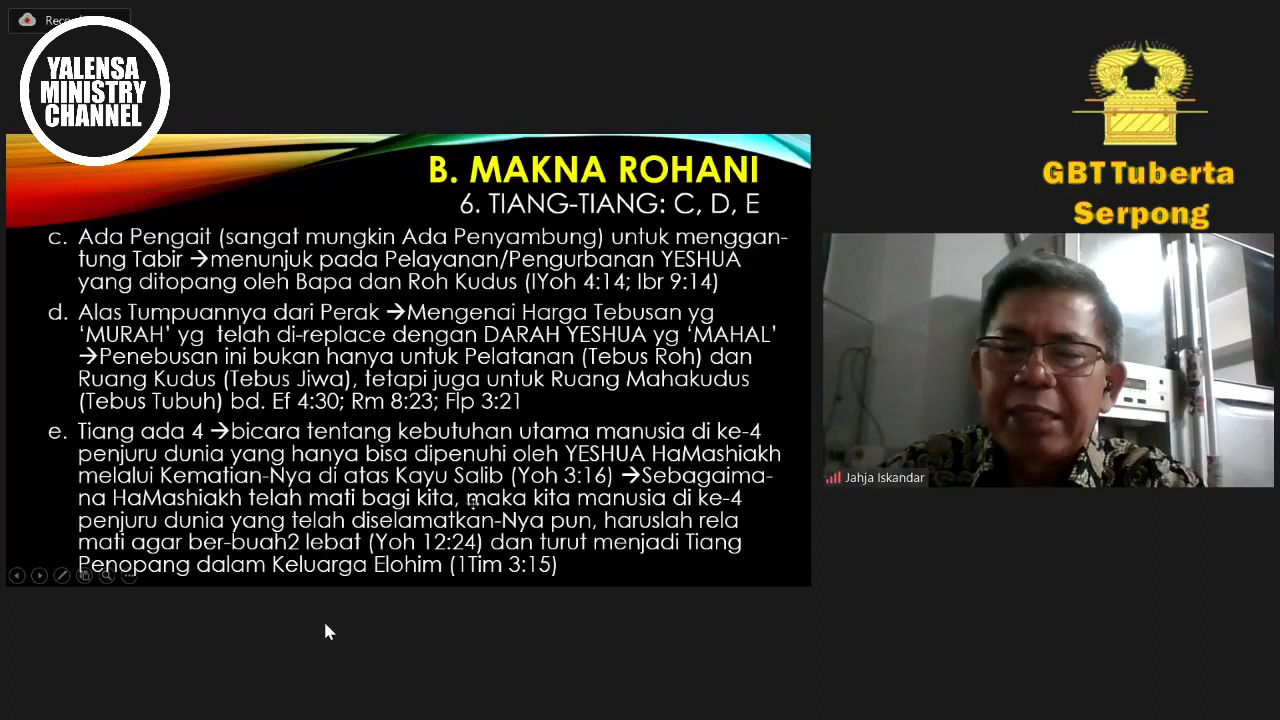 YALENSA
MINISTRY
CHANNEL
GBT Tuberta
Serpong
B. MAKNA ROHANI
6. TIANG-TIANG: C, D, E
c. Ada Pengait (sangat mungkin Ada Penyambung) untuk menggan-
tung Tabir →menunjuk pada Pelayanan/Pengurbanan YESHUA
yang ditopang oleh Bapa dan Roh Kudus (IYoh 4:14; Ibr 9:14)
d. Alas Tumpuannya dari Perak →Mengenai Harga Tebusan yg
‘MURAH’ yg telah di-replace dengan DARAH YESHUA yg ‘MAHAL’
→Penebusan ini bukan hanya untuk Pelatanan (Tebus Roh) dan
Ruang Kudus (Tebus Jiwa), tetapi juga untuk Ruang Mahakudus
(Tebus Tubuh) bd. Ef 4:30; Rm 8:23; Flp 3:21
e. Tiang ada 4 →bicara tentang kebutuhan utama manusia di ke-4
penjuru dunia yang hanya bisa dipenuhi oleh YESHUA HaMashiakh
melalui Kematian-Nya di atas Kayu Salib (Yoh 3:16) →Sebagaima-
na HaMashiakh telah mati bagi kita, maka kita manusia di ke-4
penjuru dunia yang telah diselamatkan-Nya pun, haruslah rela
mati agar ber-buah2 lebat (Yoh 12:24) dan turut menjadi Tiang
Penopang dalam Keluarga Elohim (1Tim 3:15)
Jahja Iskandar